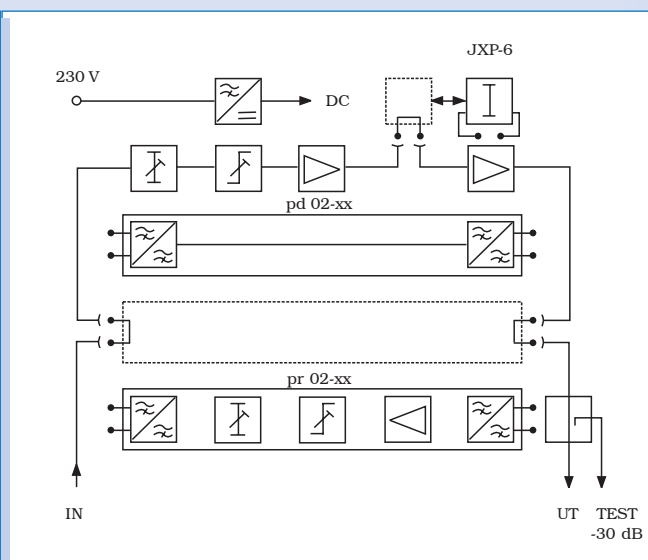 JXP-6
230 V
DC
pd 02-xx
pr 02-xx
IN
UT
TEST
-30 dB